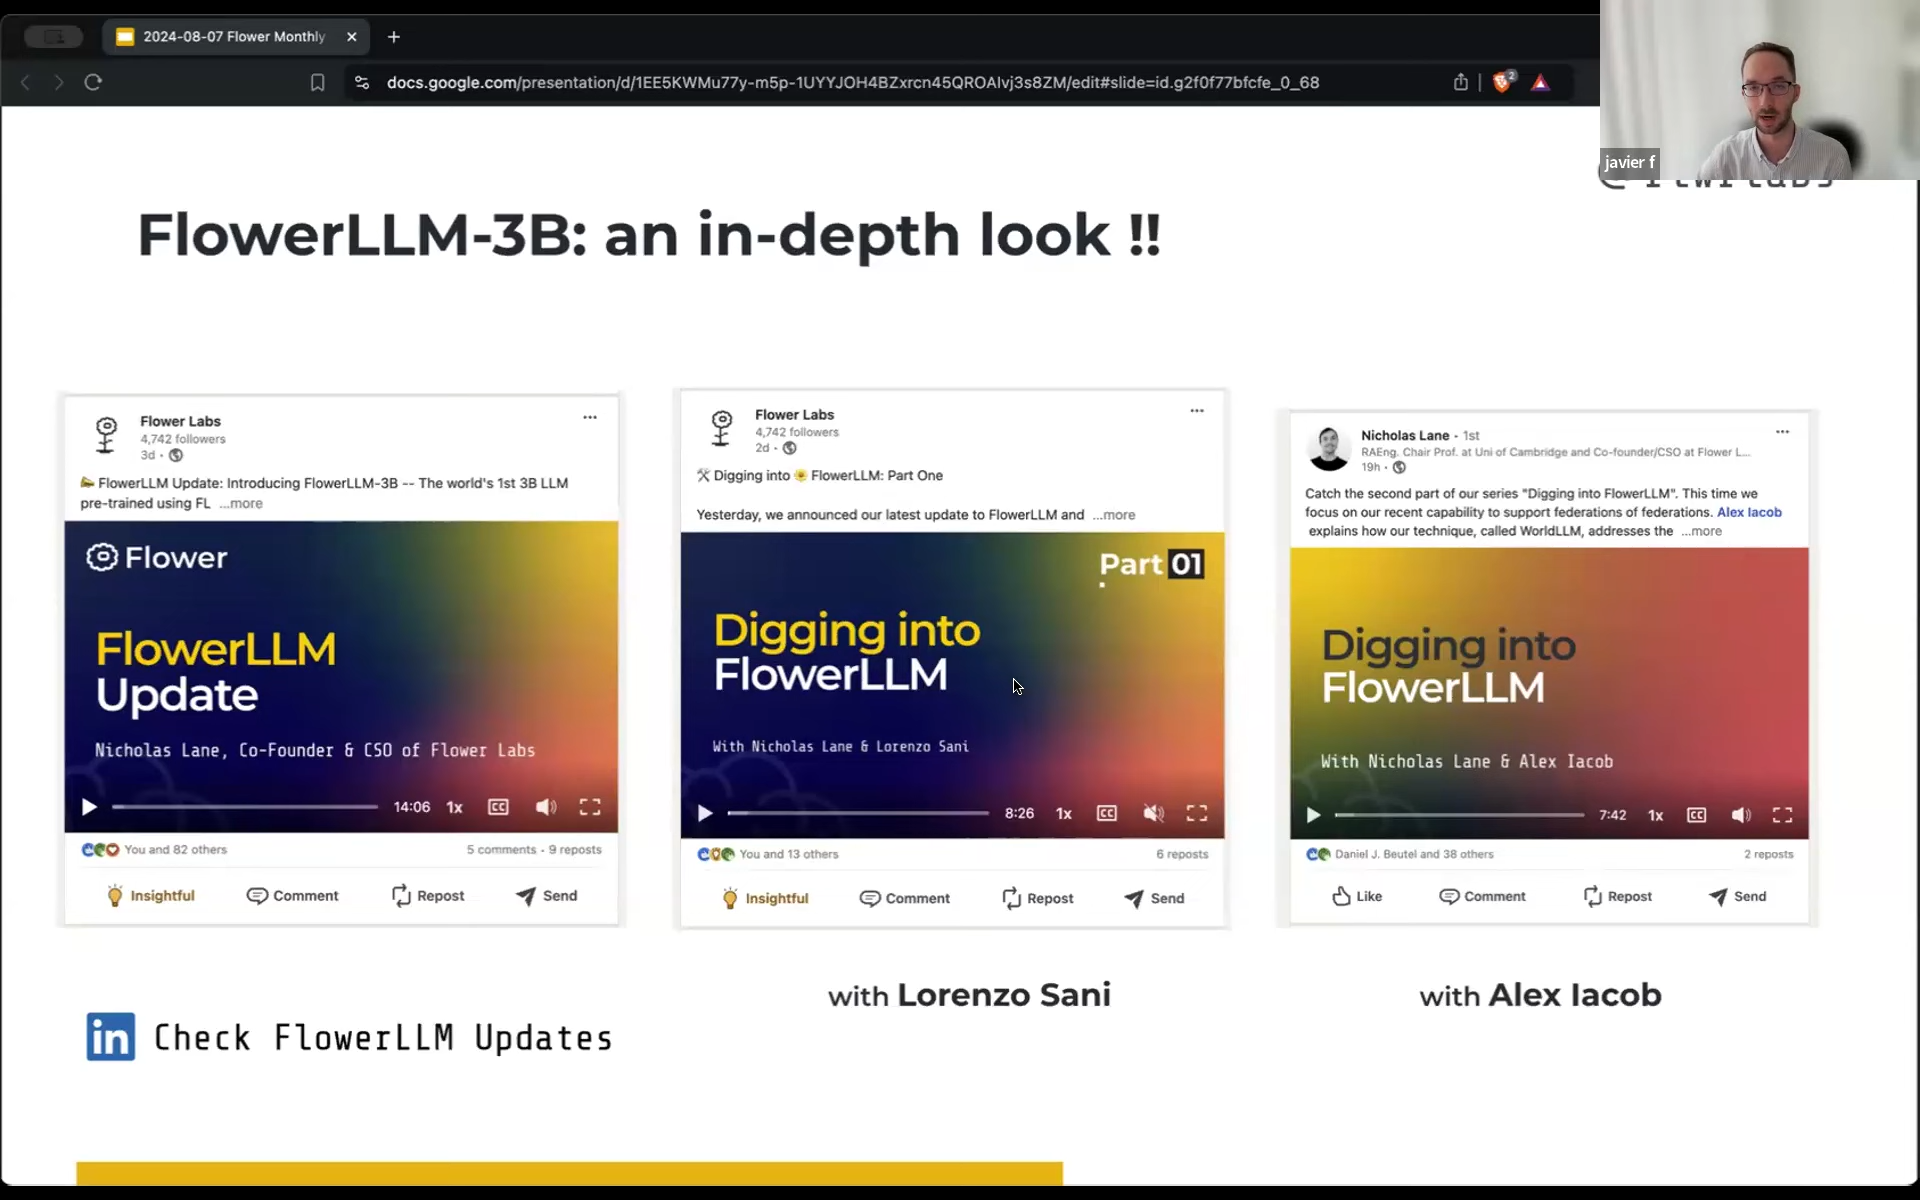 2024-08-07 Flower Monthly
docs.google.com/presentation/d/1EE5KWMu77y-m5p-1UYYJOH4BZxrcn45QROAlvj3s8ZM/edit#slide=id.g2f0f77bfcfe_0_68
2
javier f
FlowerLLM-3B: an in-depth look !!
Flower Labs
4,742 followers
3d •
FlowerLLM Update: Introducing FlowerLLM-3B -- The world's 1st 3B LLM
pre-trained using FL ...more
Flower
FlowerLLM
Update
Nicholas Lane, Co-Founder & CSO of Flower Labs
14:06 1x CC
You and 82 others 5 comments • 9 reposts
Insightful Comment Repost Send
Flower Labs
4,742 followers
2d •
Digging into FlowerLLM: Part One
Yesterday, we announced our latest update to FlowerLLM and ...more
Part 01
Digging into
FlowerLLM
With Nicholas Lane & Lorenzo Sani
8:26 1x CC
You and 13 others 6 reposts
Insightful Comment Repost Send
Nicholas Lane • 1st
RAEng. Chair Prof. at Uni of Cambridge and Co-founder/CSO at Flower L...
19h •
Catch the second part of our series "Digging into FlowerLLM". This time we
focus on our recent capability to support federations of federations. Alex Iacob
explains how our technique, called WorldLLM, addresses the ...more
Digging into
FlowerLLM
With Nicholas Lane & Alex Iacob
7:42 1x CC
Daniel J. Beutel and 38 others 2 reposts
Like Comment Repost Send
with Lorenzo Sani
with Alex Iacob
in Check FlowerLLM Updates